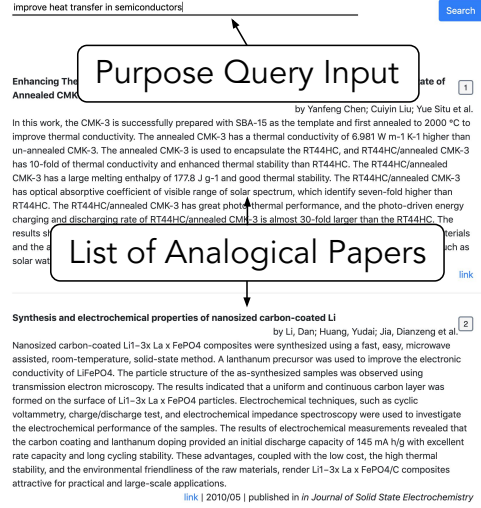 improve heat transfer in semiconductors
Search
Purpose Query Input
Enhancing The
ate of
1
Annealed CMK
by Yanfeng Chen; Cuiyin Liu; Yue Situ et al.
In this work, the CMK-3 is successfully prepared with SBA-15 as the template and first annealed to 2000 °C to
improve thermal conductivity. The annealed CMK-3 has a thermal conductivity of 6.981 W m-1 K-1 higher than
un-annealed CMK-3. The annealed CMK-3 is used to encapsulate the RT44HC, and RT44HC/annealed CMK-3
has 10-fold of thermal conductivity and enhanced thermal stability than RT44HC. The RT44HC/annealed
CMK-3 has a large melting enthalpy of 177.8 J g-1 and good thermal stability. The RT44HC/annealed CMK-3
has optical absorptive coefficient of visible range of solar spectrum, which identify seven-fold higher than
RT44HC. The RT44HC/annealed CMK-3 has great photo-thermal performance, and the photo-driven energy
charging and discharging rate of RT44HC/annealed CMK-3 is almost 30-fold larger than the RT44HC. The
results sh
terials
List of Analogical Papers
and the a
uch as
solar wat
link
Synthesis and electrochemical properties of nanosized carbon-coated Li
2
by Li, Dan; Huang, Yudai; Jia, Dianzeng et al.
Nanosized carbon-coated Li1−3x La x FePO4 composites were synthesized using a fast, easy, microwave
assisted, room-temperature, solid-state method. A lanthanum precursor was used to improve the electronic
conductivity of LiFePO4. The particle structure of the as-synthesized samples was observed using
transmission electron microscopy. The results indicated that a uniform and continuous carbon layer was
formed on the surface of Li1−3x La x FePO4 particles. Electrochemical techniques, such as cyclic
voltammetry, charge/discharge test, and electrochemical impedance spectroscopy were used to investigate
the electrochemical performance of the samples. The results of electrochemical measurements revealed that
the carbon coating and lanthanum doping provided an initial discharge capacity of 145 mA h/g with excellent
rate capacity and long cycling stability. These advantages, coupled with the low cost, the high thermal
stability, and the environmental friendliness of the raw materials, render Li1−3x La x FePO4/C composites
attractive for practical and large-scale applications.
link | 2010/05 | published in in Journal of Solid State Electrochemistry